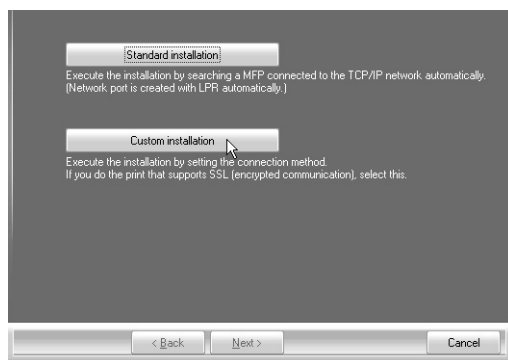 Standard installation
Execute the installation by searching a MFP connected to the TCP/IP network automatically.
(Network port is created with LPR automatically.)
Custom installation
Execute the installation by setting the connection method.
If you do the print that supports SSL (encrypted communication), select this.
< Back
Next >
Cancel